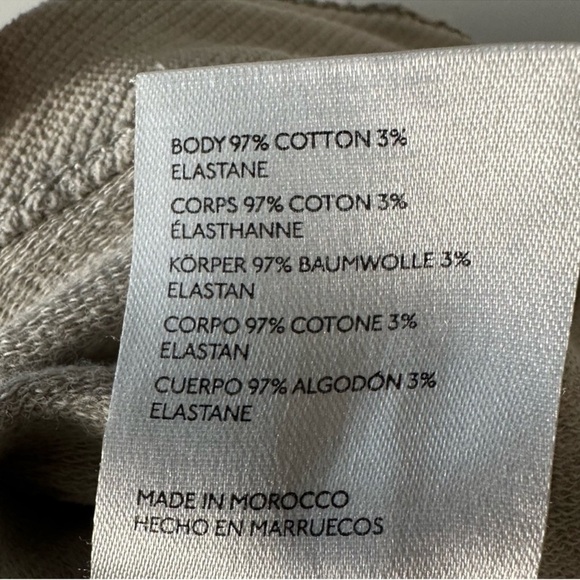 BODY 97% COTTON 3%
ELASTANE
CORPS 97% COTON 3%
ÉLASTHANNE
KÖRPER 97% BAUMWOLLE 3%
ELASTAN
CORPO 97% COTONE 3%
ELASTAN
CUERPO 97% ALGODÓN 3%
ELASTANE
MADE IN MOROCCO
HECHO EN MARRUECOS